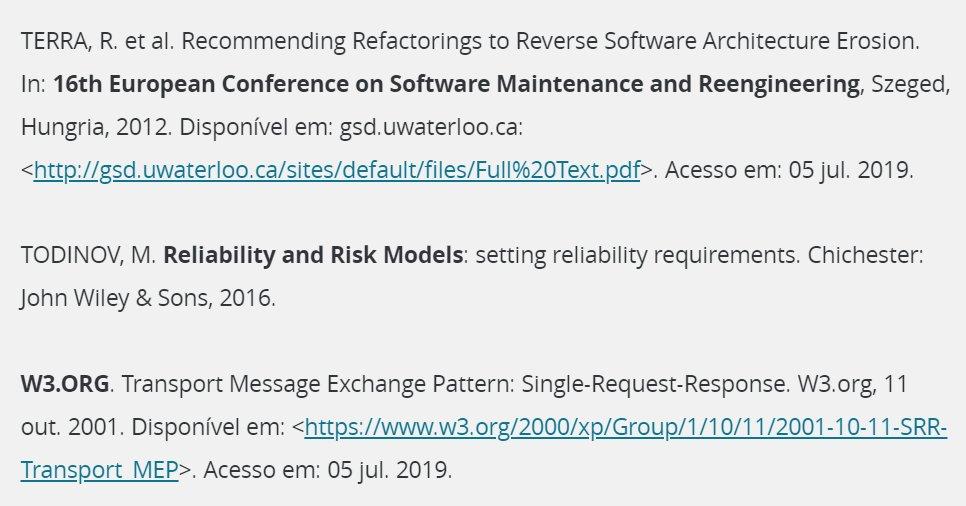 TERRA, R. et al. Recommending Refactorings to Reverse Software Architecture Erosion.
In: 16th European Conference on Software Maintenance and Reengineering, Szeged,
Hungria, 2012. Disponível em: gsd.uwaterloo.ca:
<http://gsd.uwaterloo.ca/sites/default/files/Full%20Text.pdf>. Acesso em: 05 jul. 2019.
TODINOV, M. Reliability and Risk Models: setting reliability requirements. Chichester:
John Wiley & Sons, 2016.
W3.ORG. Transport Message Exchange Pattern: Single-Request-Response. W3.org, 11
out. 2001. Disponível em: <https://www.w3.org/2000/xp/Group/1/10/11/2001-10-11-SRR-
Transport_MEP>. Acesso em: 05 jul. 2019.